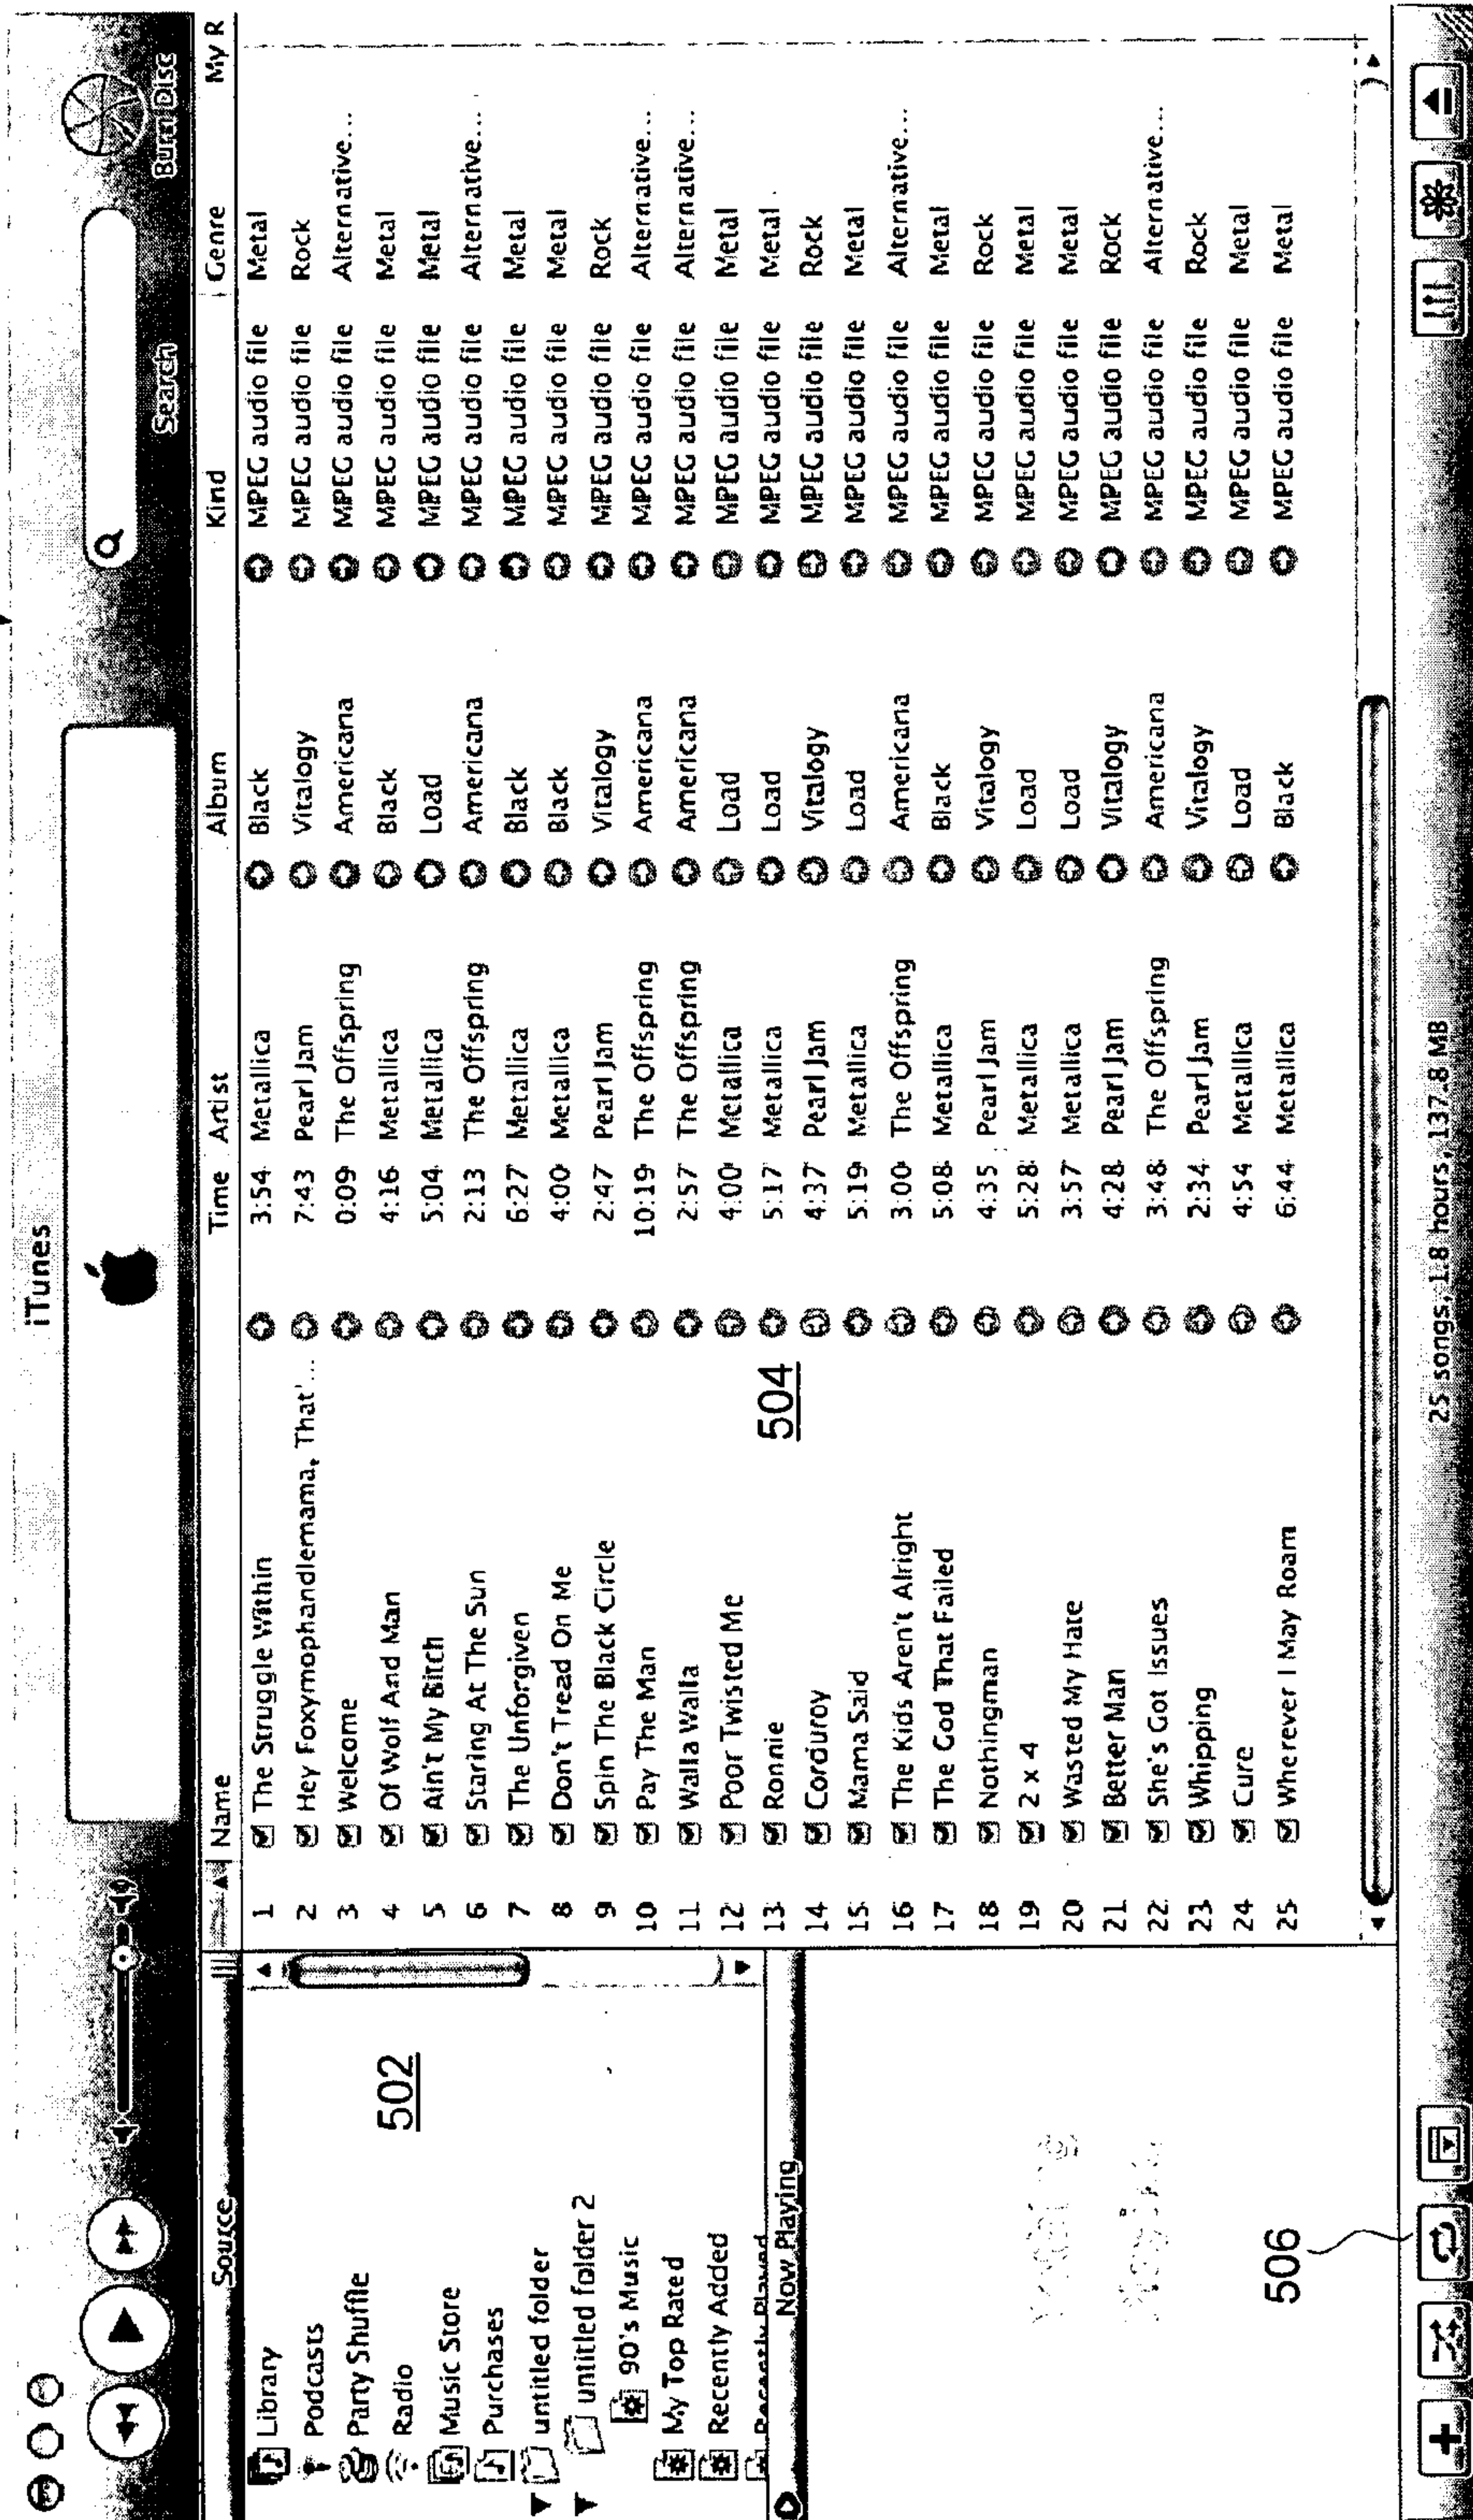 iTunes
Search
Burn Disc
Source
Name Time Artist Album Kind Genre My R
Library
Podcasts
Party Shuffle
Radio
Music Store
Purchases
untitled folder
untitled folder 2
90's Music
My Top Rated
Recently Added
Recently Played
502
Now Playing
506
1 The Struggle Within 3:54 Metallica Black MPEG audio file Metal
2 Hey Foxymophandlemama, That'... 7:43 Pearl Jam Vitalogy MPEG audio file Rock
3 Welcome 0:09 The Offspring Americana MPEG audio file Alternative...
4 Of Wolf And Man 4:16 Metallica Black MPEG audio file Metal
5 Ain't My Bitch 5:04 Metallica Load MPEG audio file Metal
6 Staring At The Sun 2:13 The Offspring Americana MPEG audio file Alternative...
7 The Unforgiven 6:27 Metallica Black MPEG audio file Metal
8 Don't Tread On Me 4:00 Metallica Black MPEG audio file Metal
9 Spin The Black Circle 2:47 Pearl Jam Vitalogy MPEG audio file Rock
10 Pay The Man 10:19 The Offspring Americana MPEG audio file Alternative...
11 Walla Walla 2:57 The Offspring Americana MPEG audio file Alternative...
12 Poor Twisted Me 4:00 Metallica Load MPEG audio file Metal
13 Ronnie 5:17 Metallica Load MPEG audio file Metal
14 Corduroy 4:37 Pearl Jam Vitalogy MPEG audio file Rock
15 Mama Said 5:19 Metallica Load MPEG audio file Metal
16 The Kids Aren't Alright 3:00 The Offspring Americana MPEG audio file Alternative...
17 The God That Failed 5:08 Metallica Black MPEG audio file Metal
18 Nothingman 4:35 Pearl Jam Vitalogy MPEG audio file Rock
19 2 x 4 5:28 Metallica Load MPEG audio file Metal
20 Wasted My Hate 3:57 Metallica Load MPEG audio file Metal
21 Better Man 4:28 Pearl Jam Vitalogy MPEG audio file Rock
22 She's Got Issues 3:48 The Offspring Americana MPEG audio file Alternative...
23 Whipping 2:34 Pearl Jam Vitalogy MPEG audio file Rock
24 Cure 4:54 Metallica Load MPEG audio file Metal
25 Wherever I May Roam 6:44 Metallica Black MPEG audio file Metal
504
25 songs, 1.8 hours, 137.8 MB